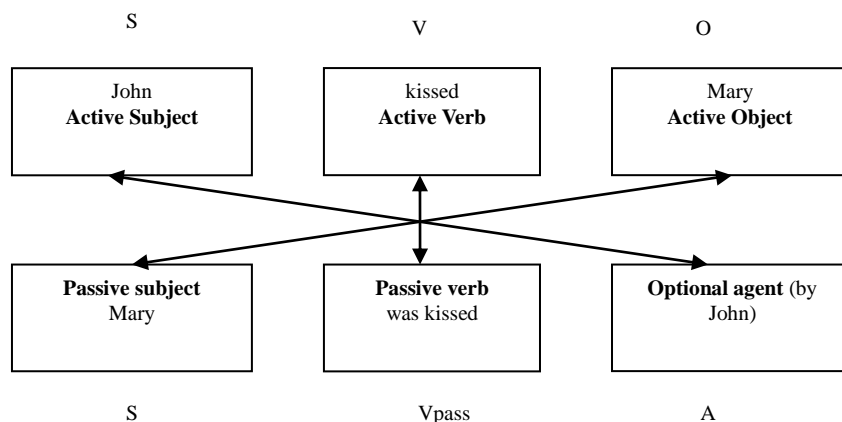 S V O
John
Active Subject
kissed
Active Verb
Mary
Active Object
Passive subject
Mary
Passive verb
was kissed
Optional agent (by
John)
S Vpass A